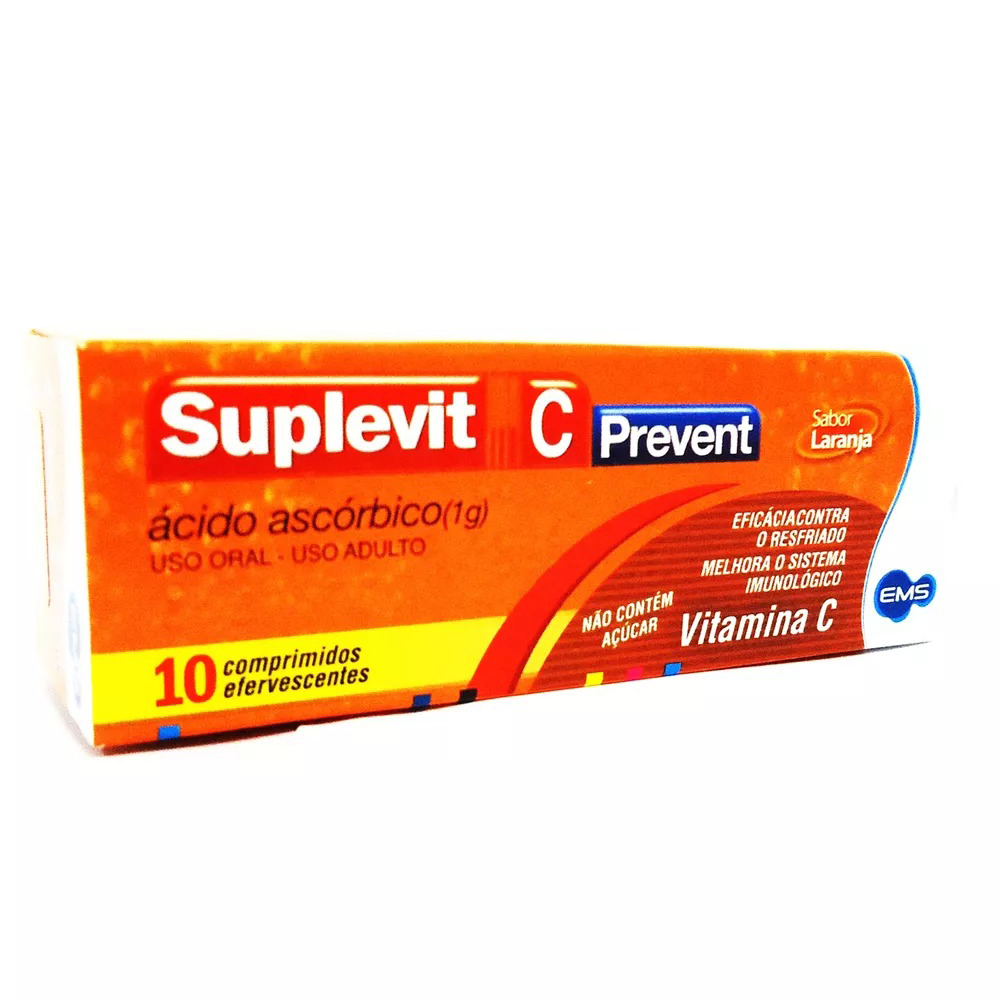 Suplevit C Prevent
Sabor
Laranja
ácido ascórbico(1g)
USO ORAL - USO ADULTO
EFICÁCIACONTRA
O RESFRIADO
MELHORA O SISTEMA
IMUNOLÓGICO
NÃO CONTÉM
AÇÚCAR
Vitamina C
EMS
10 comprimidos
efervescentes